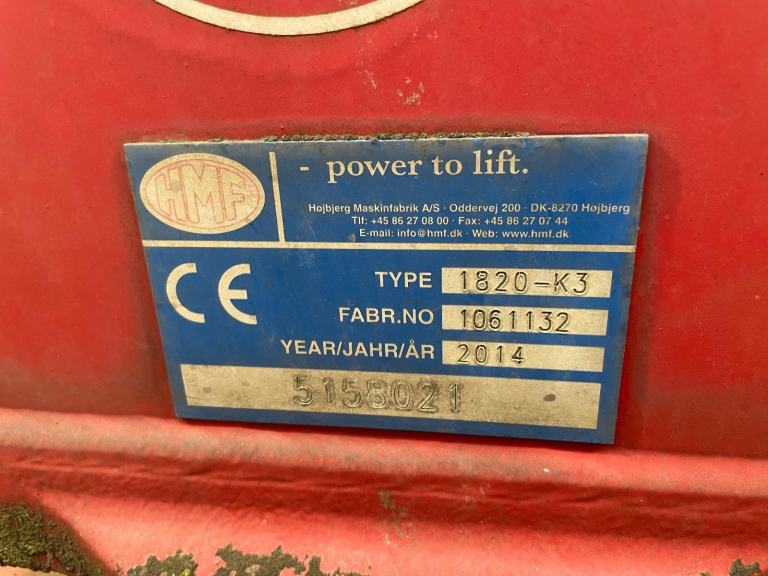 HMF
- power to lift.
Højbjerg Maskinfabrik A/S · Oddervej 200 · DK-8270 Højbjerg
Tlf: +45 86 27 08 00 · Fax: +45 86 27 07 44
E-mail: info@hmf.dk · Web: www.hmf.dk
CE
TYPE 1820-K3
FABR.NO 1061132
YEAR/JAHR/ÅR 2014
5158021